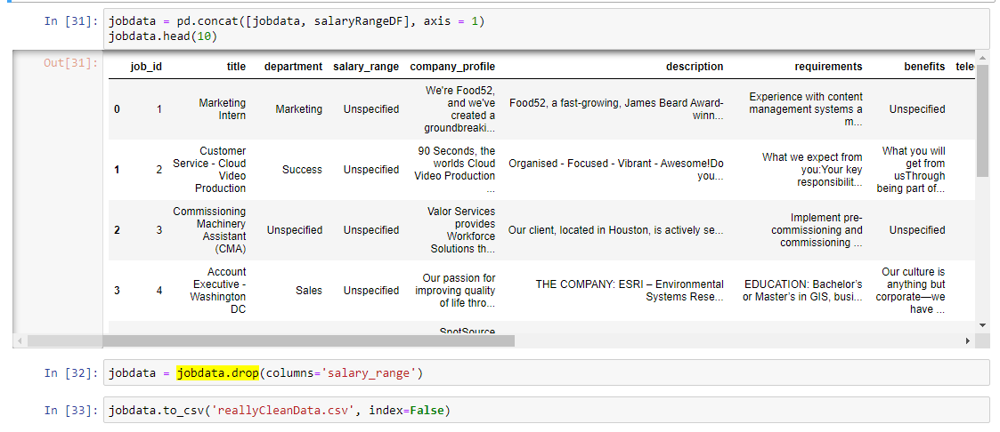 In [31]: jobdata = pd.concat([jobdata, salaryRangeDF], axis = 1)
jobdata.head(10)
Out[31]:
job_id title department salary_range company_profile description requirements benefits tele
0 1 Marketing Intern Marketing Unspecified We're Food52, and we've created a groundbreaki... Food52, a fast-growing, James Beard Award-winn... Experience with content management systems a m... Unspecified
1 2 Customer Service - Cloud Video Production Success Unspecified 90 Seconds, the worlds Cloud Video Production ... Organised - Focused - Vibrant - Awesome!Do you... What we expect from you:Your key responsibilit... What you will get from usThrough being part of...
2 3 Commissioning Machinery Assistant (CMA) Unspecified Unspecified Valor Services provides Workforce Solutions th... Our client, located in Houston, is actively se... Implement pre-commissioning and commissioning ... Unspecified
3 4 Account Executive - Washington DC Sales Unspecified Our passion for improving quality of life thro... THE COMPANY: ESRI – Environmental Systems Rese... EDUCATION: Bachelor's or Master's in GIS, busi... Our culture is anything but corporate—we have ...
SpotSource
In [32]: jobdata = jobdata.drop(columns='salary_range')
In [33]: jobdata.to_csv('reallyCleanData.csv', index=False)